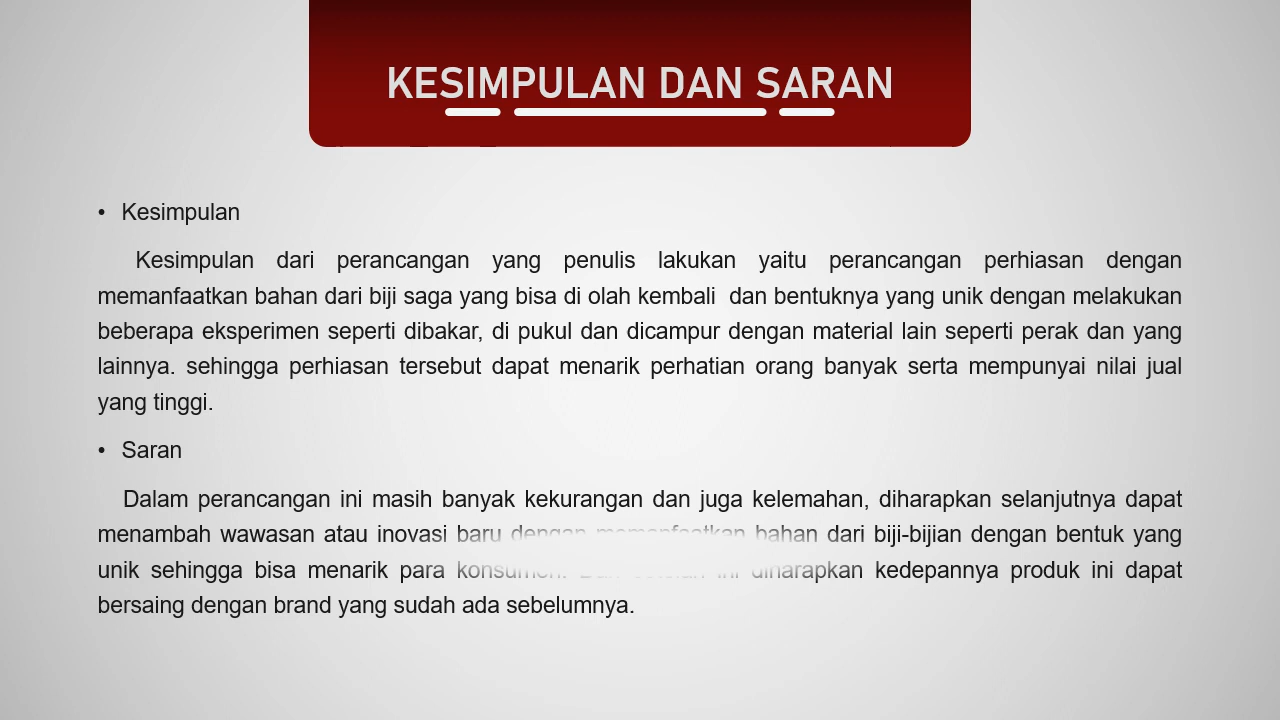 KESIMPULAN DAN SARAN
• Kesimpulan
Kesimpulan dari perancangan yang penulis lakukan yaitu perancangan perhiasan dengan
memanfaatkan bahan dari biji saga yang bisa di olah kembali dan bentuknya yang unik dengan melakukan
beberapa eksperimen seperti dibakar, di pukul dan dicampur dengan material lain seperti perak dan yang
lainnya. sehingga perhiasan tersebut dapat menarik perhatian orang banyak serta mempunyai nilai jual
yang tinggi.
• Saran
Dalam perancangan ini masih banyak kekurangan dan juga kelemahan, diharapkan selanjutnya dapat
menambah wawasan atau inovasi baru dengan memanfaatkan bahan dari biji-bijian dengan bentuk yang
unik sehingga bisa menarik para konsumen. ini diharapkan kedepannya produk ini dapat
bersaing dengan brand yang sudah ada sebelumnya.